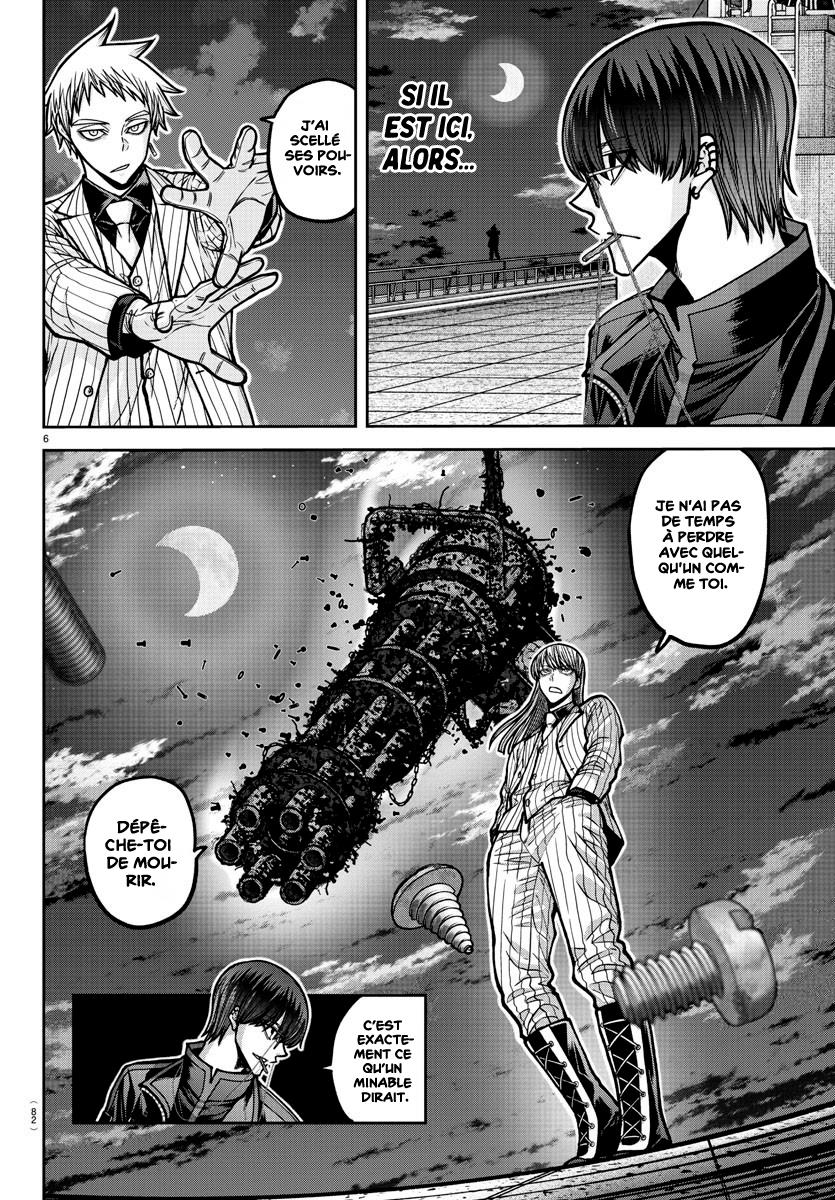 SI IL
EST ICI,
ALORS...
J'AI
SCELLÉ
SES POU-
VOIRS.
6
JE N'AI PAS
DE TEMPS
À PERDRE
AVEC QUEL-
QU'UN COM-
ME TOI.
DÉPÊ-
CHE-TOI
DE MOU-
RIR.
C'EST
EXACTE-
MENT CE
QU'UN
MINABLE
DIRAIT.
(82)